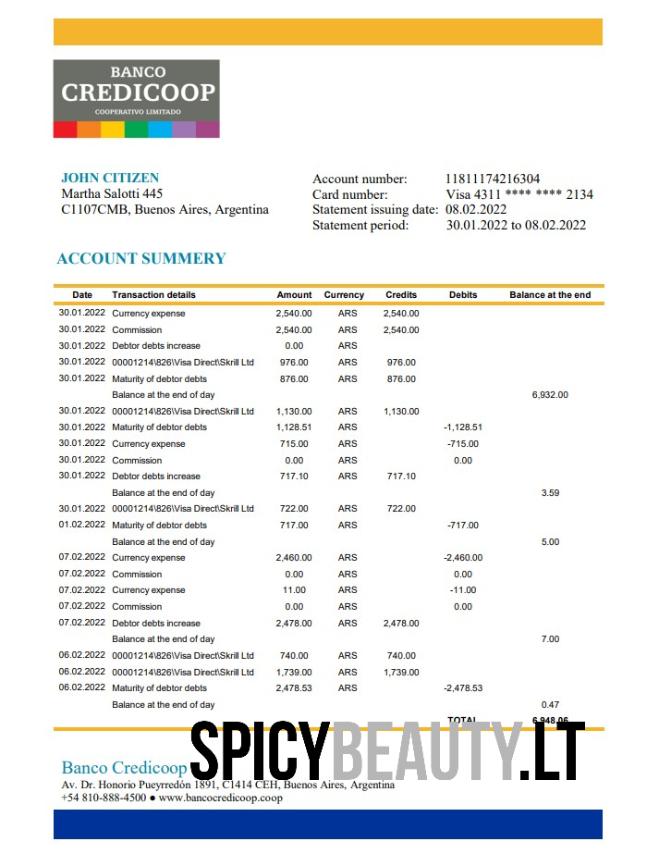 BANCO
CREDICOOP
COOPERATIVO LIMITADO
JOHN CITIZEN
Martha Salotti 445
C1107CMB, Buenos Aires, Argentina
Account number: 11811174216304
Card number: Visa 4311 **** **** 2134
Statement issuing date: 08.02.2022
Statement period: 30.01.2022 to 08.02.2022
ACCOUNT SUMMERY
Date Transaction details Amount Currency Credits Debits Balance at the end
30.01.2022 Currency expense 2,540.00 ARS 2,540.00
30.01.2022 Commission 2,540.00 ARS 2,540.00
30.01.2022 Debtor debts increase 0.00 ARS
30.01.2022 00001214\826\Visa Direct\Skrill Ltd 976.00 ARS 976.00
30.01.2022 Maturity of debtor debts 876.00 ARS 876.00
Balance at the end of day 6,932.00
30.01.2022 00001214\826\Visa Direct\Skrill Ltd 1,130.00 ARS 1,130.00
30.01.2022 Maturity of debtor debts 1,128.51 ARS -1,128.51
30.01.2022 Currency expense 715.00 ARS -715.00
30.01.2022 Commission 0.00 ARS 0.00
30.01.2022 Debtor debts increase 717.10 ARS 717.10
Balance at the end of day 3.59
30.01.2022 00001214\826\Visa Direct\Skrill Ltd 722.00 ARS 722.00
01.02.2022 Maturity of debtor debts 717.00 ARS -717.00
Balance at the end of day 5.00
07.02.2022 Currency expense 2,460.00 ARS -2,460.00
07.02.2022 Commission 0.00 ARS 0.00
07.02.2022 Currency expense 11.00 ARS -11.00
07.02.2022 Commission 0.00 ARS 0.00
07.02.2022 Debtor debts increase 2,478.00 ARS 2,478.00
Balance at the end of day 7.00
06.02.2022 00001214\826\Visa Direct\Skrill Ltd 740.00 ARS 740.00
06.02.2022 00001214\826\Visa Direct\Skrill Ltd 1,739.00 ARS 1,739.00
06.02.2022 Maturity of debtor debts 2,478.53 ARS -2,478.53
Balance at the end of day 0.47
TOTAL 6,948.06
SPICYBEAUTY.LT
Banco Credicoop
Av. Dr. Honorio Pueyrredón 1891, C1414 CEH, Buenos Aires, Argentina
+54 810-888-4500 ● www.bancocredicoop.coop